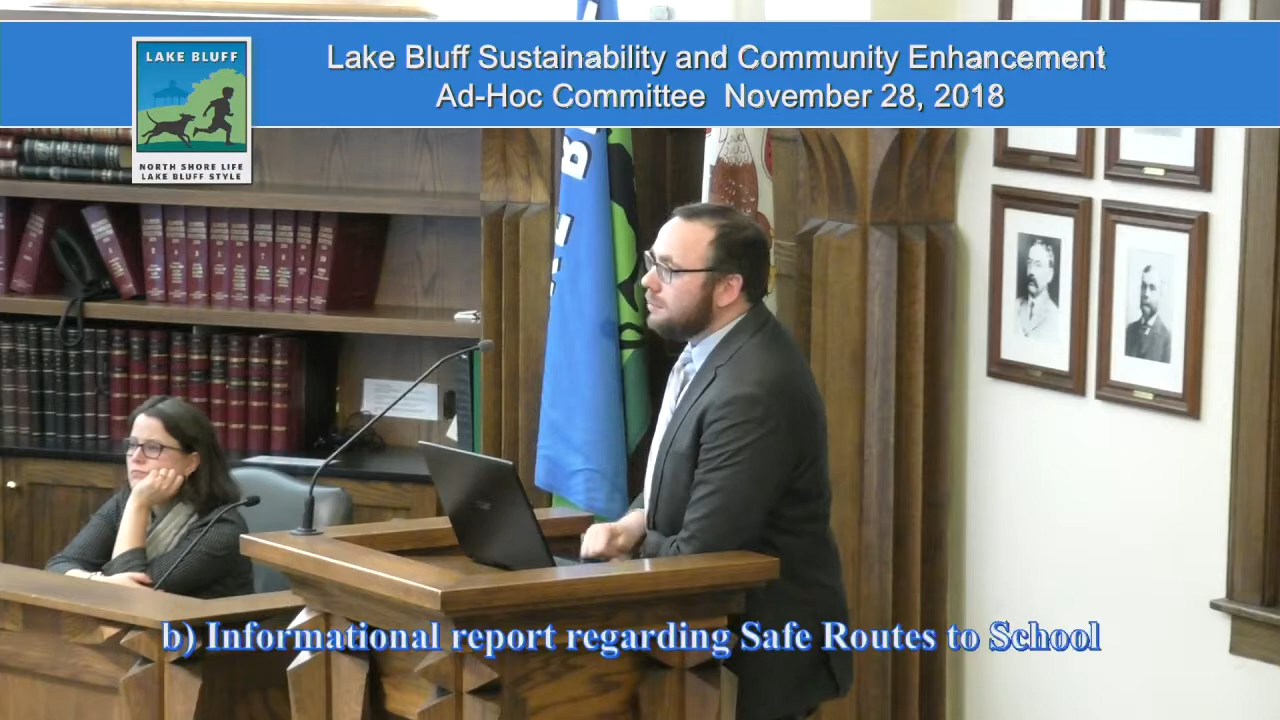 Lake Bluff Sustainability and Community Enhancement
Ad-Hoc Committee  November 28, 2018
LAKE BLUFF
NORTH SHORE LIFE
LAKE BLUFF STYLE
b) Informational report regarding Safe Routes to School